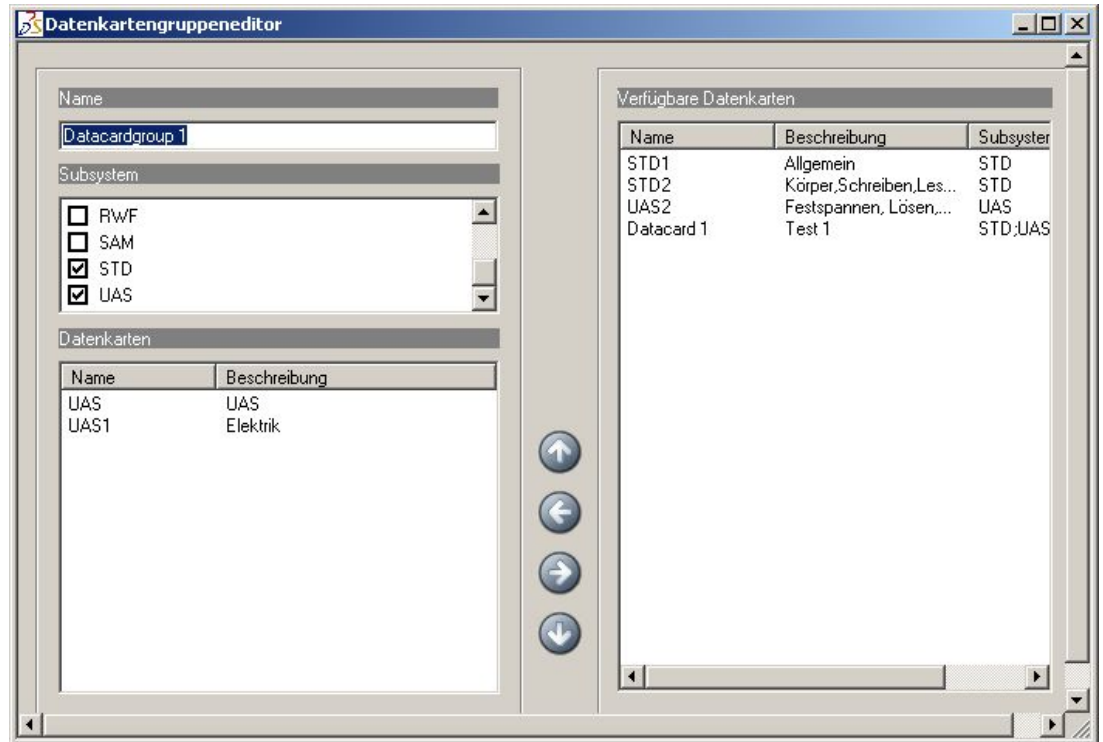 Datenkartengruppeneditor
Name
Datacardgroup 1
Subsystem
RWF
SAM
STD
UAS
Datenkarten
Name Beschreibung
UAS UAS
UAS1 Elektrik
Verfügbare Datenkarten
Name Beschreibung Subsyster
STD1 Allgemein STD
STD2 Körper,Schreiben,Les... STD
UAS2 Festspannen, Lösen,... UAS
Datacard 1 Test 1 STD;UAS